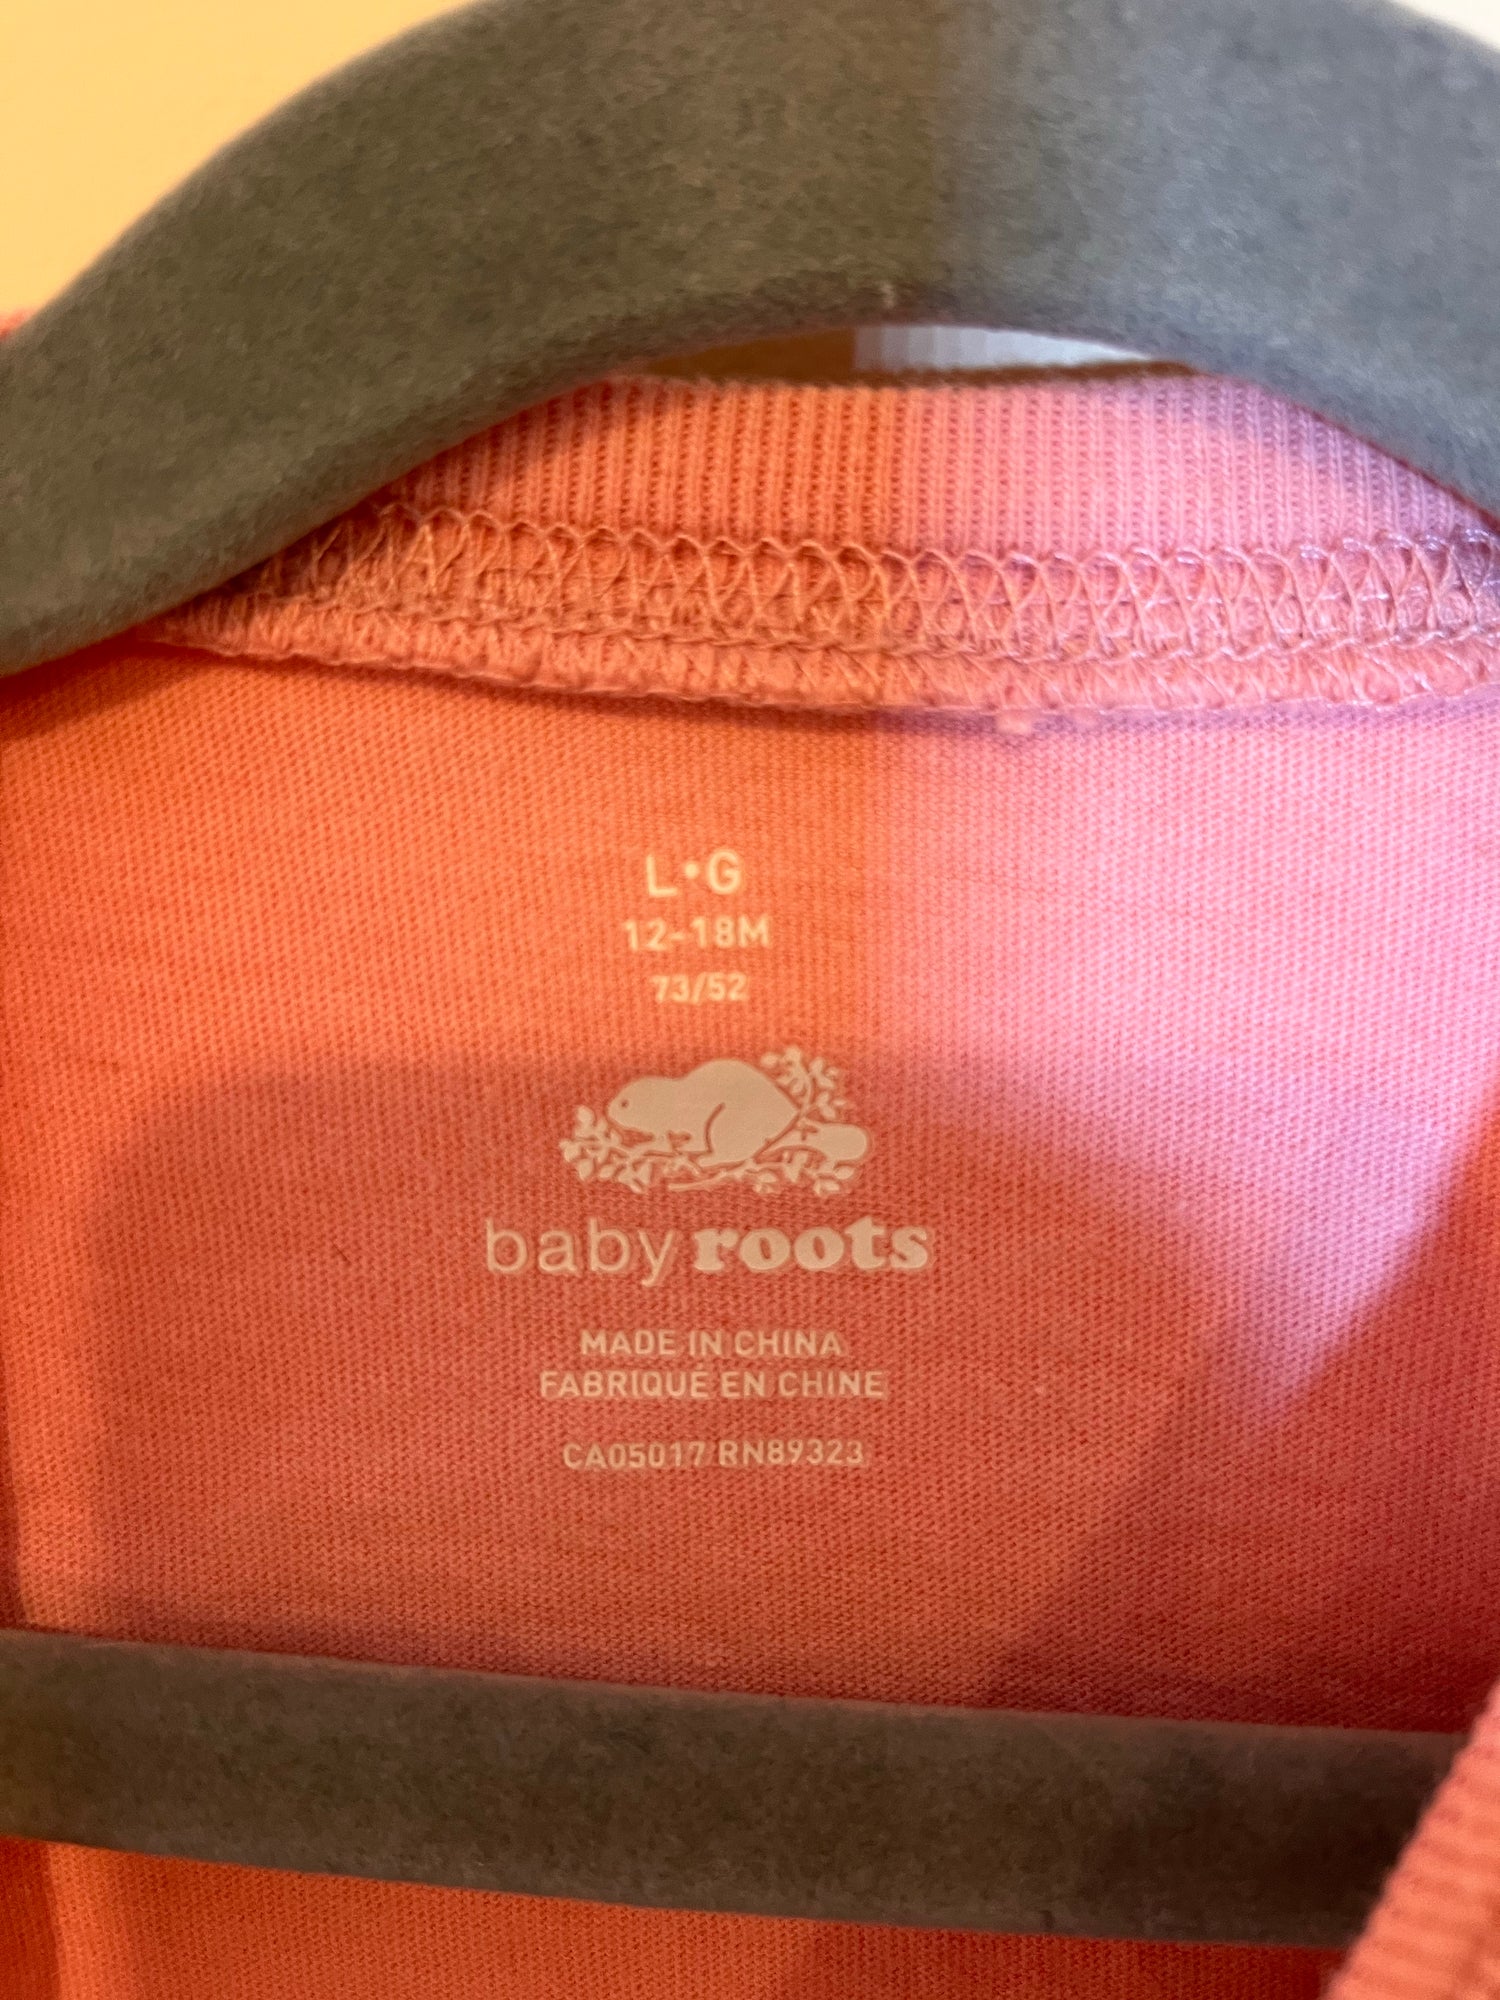 L•G
12-18M
73/52
baby roots
MADE IN CHINA
FABRIQUÉ EN CHINE
CA05017 RN89323